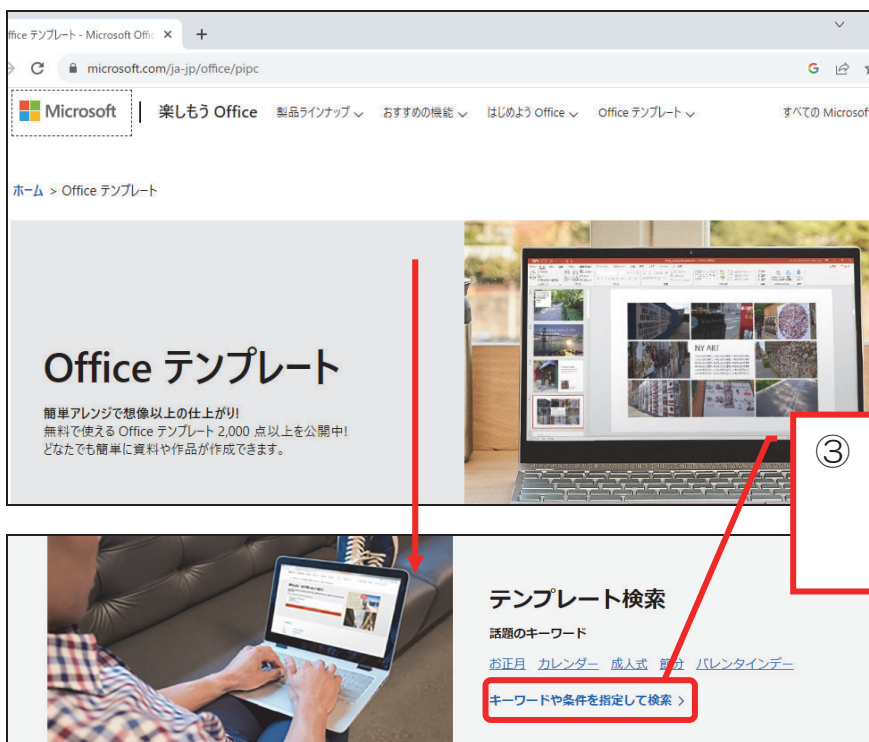 ffice テンプレート - Microsoft Offic
microsoft.com/ja-jp/office/pipc
Microsoft 楽しもう Office 製品ラインナップ おすすめの機能 はじめよう Office Office テンプレート すべての Microsoft
ホーム > Office テンプレート
NY ART
Office テンプレート
簡単アレンジで想像以上の仕上がり!
無料で使える Office テンプレート 2,000 点以上を公開中!
どなたでも簡単に資料や作品が作成できます。
③
テンプレート検索
話題のキーワード
お正月 カレンダー 成人式 節分 バレンタインデー
キーワードや条件を指定して検索 >